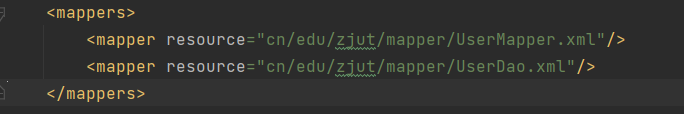 <mappers>
<mapper resource="cn/edu/zjut/mapper/UserMapper.xml"/>
<mapper resource="cn/edu/zjut/mapper/UserDao.xml"/>
</mappers>